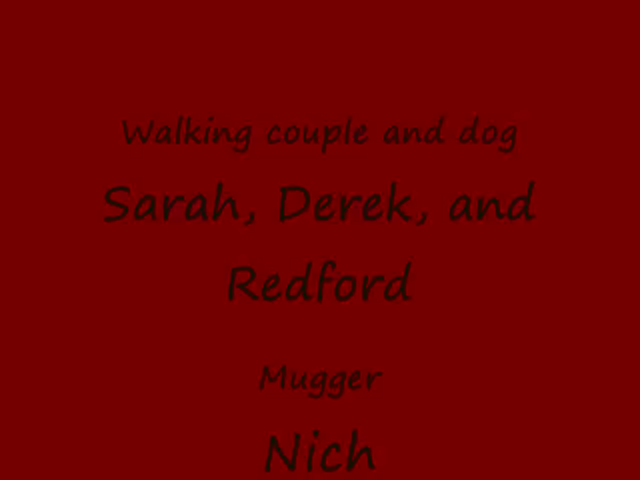 Walking couple and dog
Sarah, Derek, and
Redford
Mugger
Nich